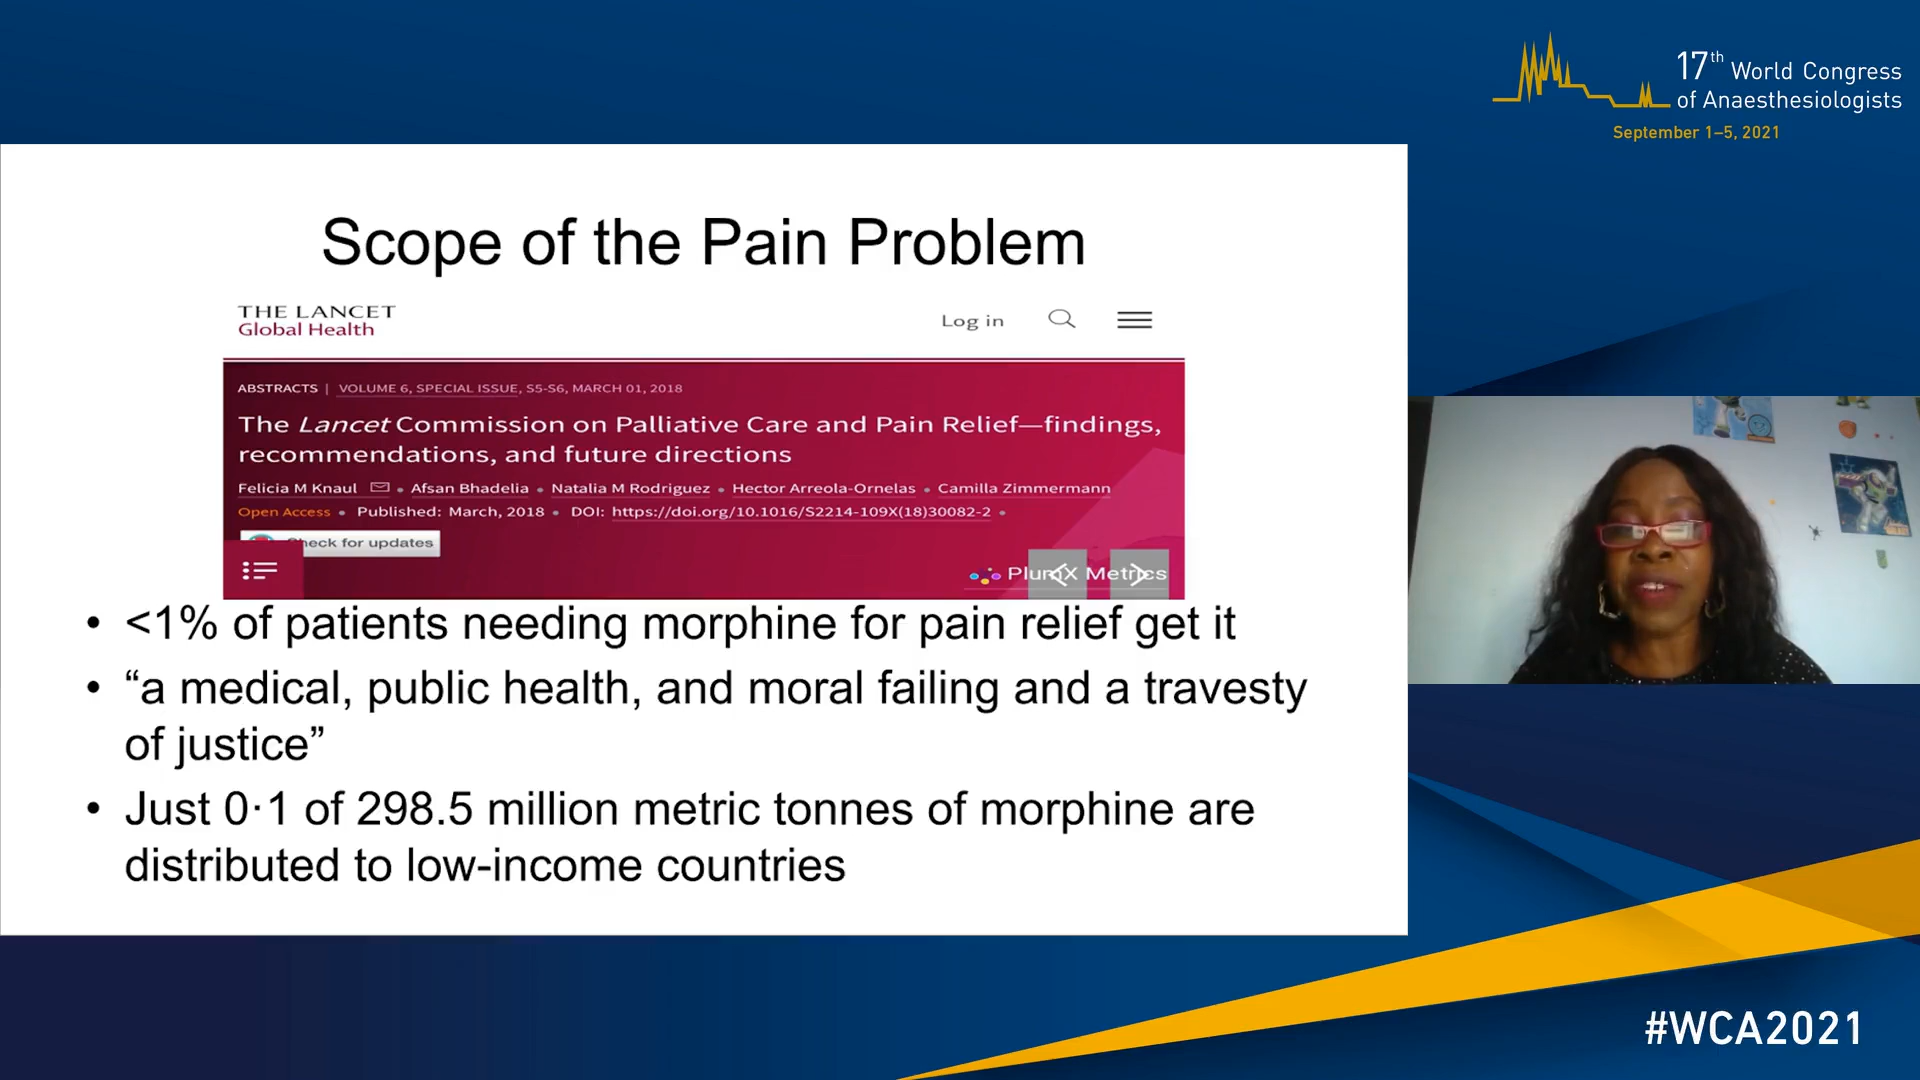 17th World Congress
of Anaesthesiologists
September 1–5, 2021
Scope of the Pain Problem
THE LANCET
Global Health
Log in
ABSTRACTS | VOLUME 6, SPECIAL ISSUE, S5-S6, MARCH 01, 2018
The Lancet Commission on Palliative Care and Pain Relief—findings,
recommendations, and future directions
Felicia M Knaul • Afsan Bhadelia • Natalia M Rodriguez • Hector Arreola-Ornelas • Camilla Zimmermann
Open Access • Published: March, 2018 • DOI: https://doi.org/10.1016/S2214-109X(18)30082-2 •
Check for updates
PlumX Metrics
• <1% of patients needing morphine for pain relief get it
• “a medical, public health, and moral failing and a travesty
of justice”
• Just 0·1 of 298.5 million metric tonnes of morphine are
distributed to low-income countries
#WCA2021